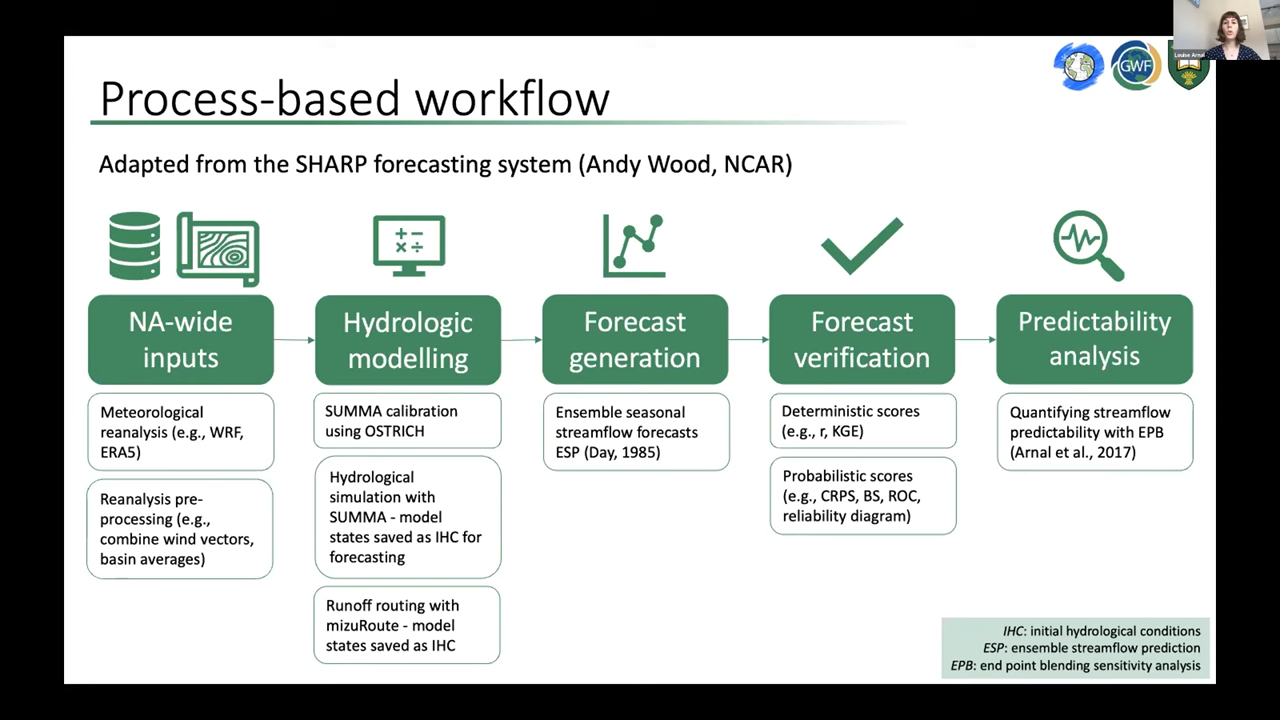 Process-based workflow
Adapted from the SHARP forecasting system (Andy Wood, NCAR)
NA-wide
inputs
Meteorological
reanalysis (e.g., WRF,
ERA5)
Reanalysis pre-
processing (e.g.,
combine wind vectors,
basin averages)
Hydrologic
modelling
SUMMA calibration
using OSTRICH
Hydrological
simulation with
SUMMA - model
states saved as IHC for
forecasting
Runoff routing with
mizuRoute - model
states saved as IHC
Forecast
generation
Ensemble seasonal
streamflow forecasts
ESP (Day, 1985)
Forecast
verification
Deterministic scores
(e.g., r, KGE)
Probabilistic scores
(e.g., CRPS, BS, ROC,
reliability diagram)
Predictability
analysis
Quantifying streamflow
predictability with EPB
(Arnal et al., 2017)
IHC: initial hydrological conditions
ESP: ensemble streamflow prediction
EPB: end point blending sensitivity analysis
GWF
Louise Arnal